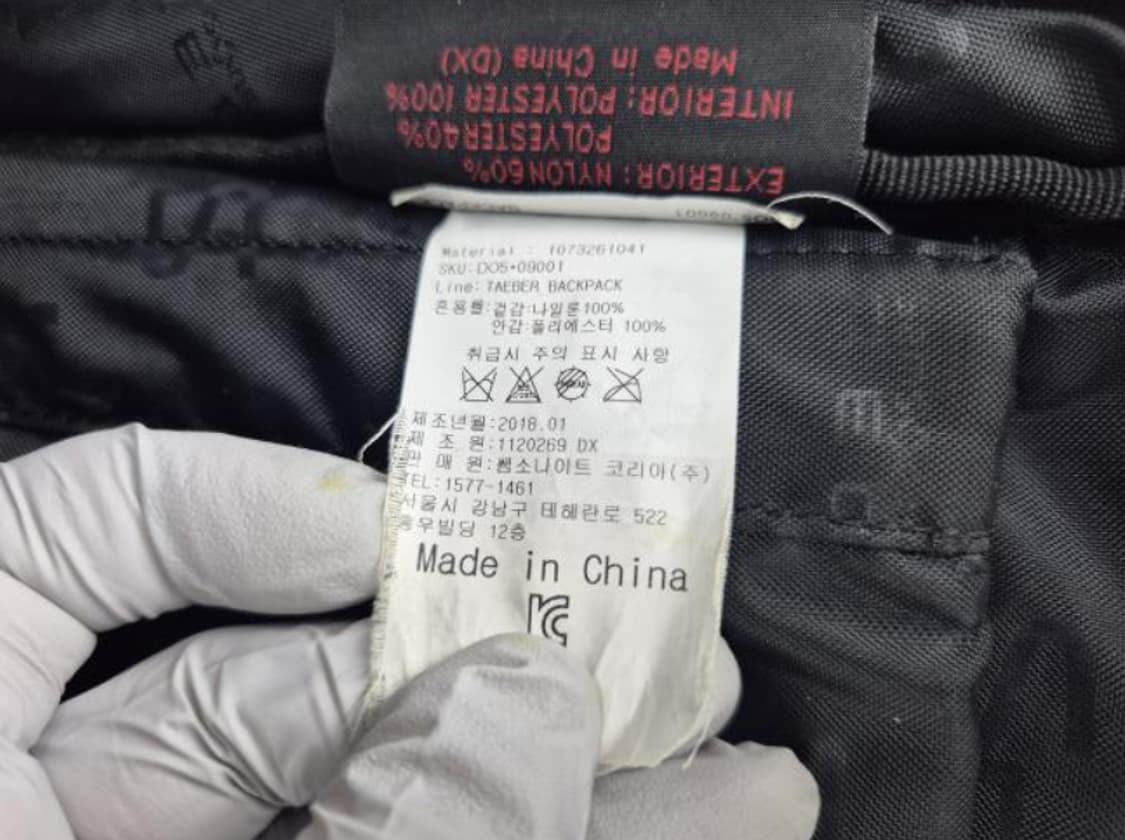 EXTERIOR: NYLON60%
POLYESTER40%
INTERIOR: POLYESTER 100%
Made in China (DX)
Material : 1073261041
SKU:DO5*09001
Line: TAEBER BACKPACK
혼용률:겉감:나일론100%
안감:폴리에스터 100%
취급시 주의 표시 사항
제조년월:2018.01
제 조 원:1120269 DX
판 매 원:쌤소나이트 코리아(주)
TEL:1577-1461
서울시 강남구 테헤란로 522
홍우빌딩 12층
Made in China